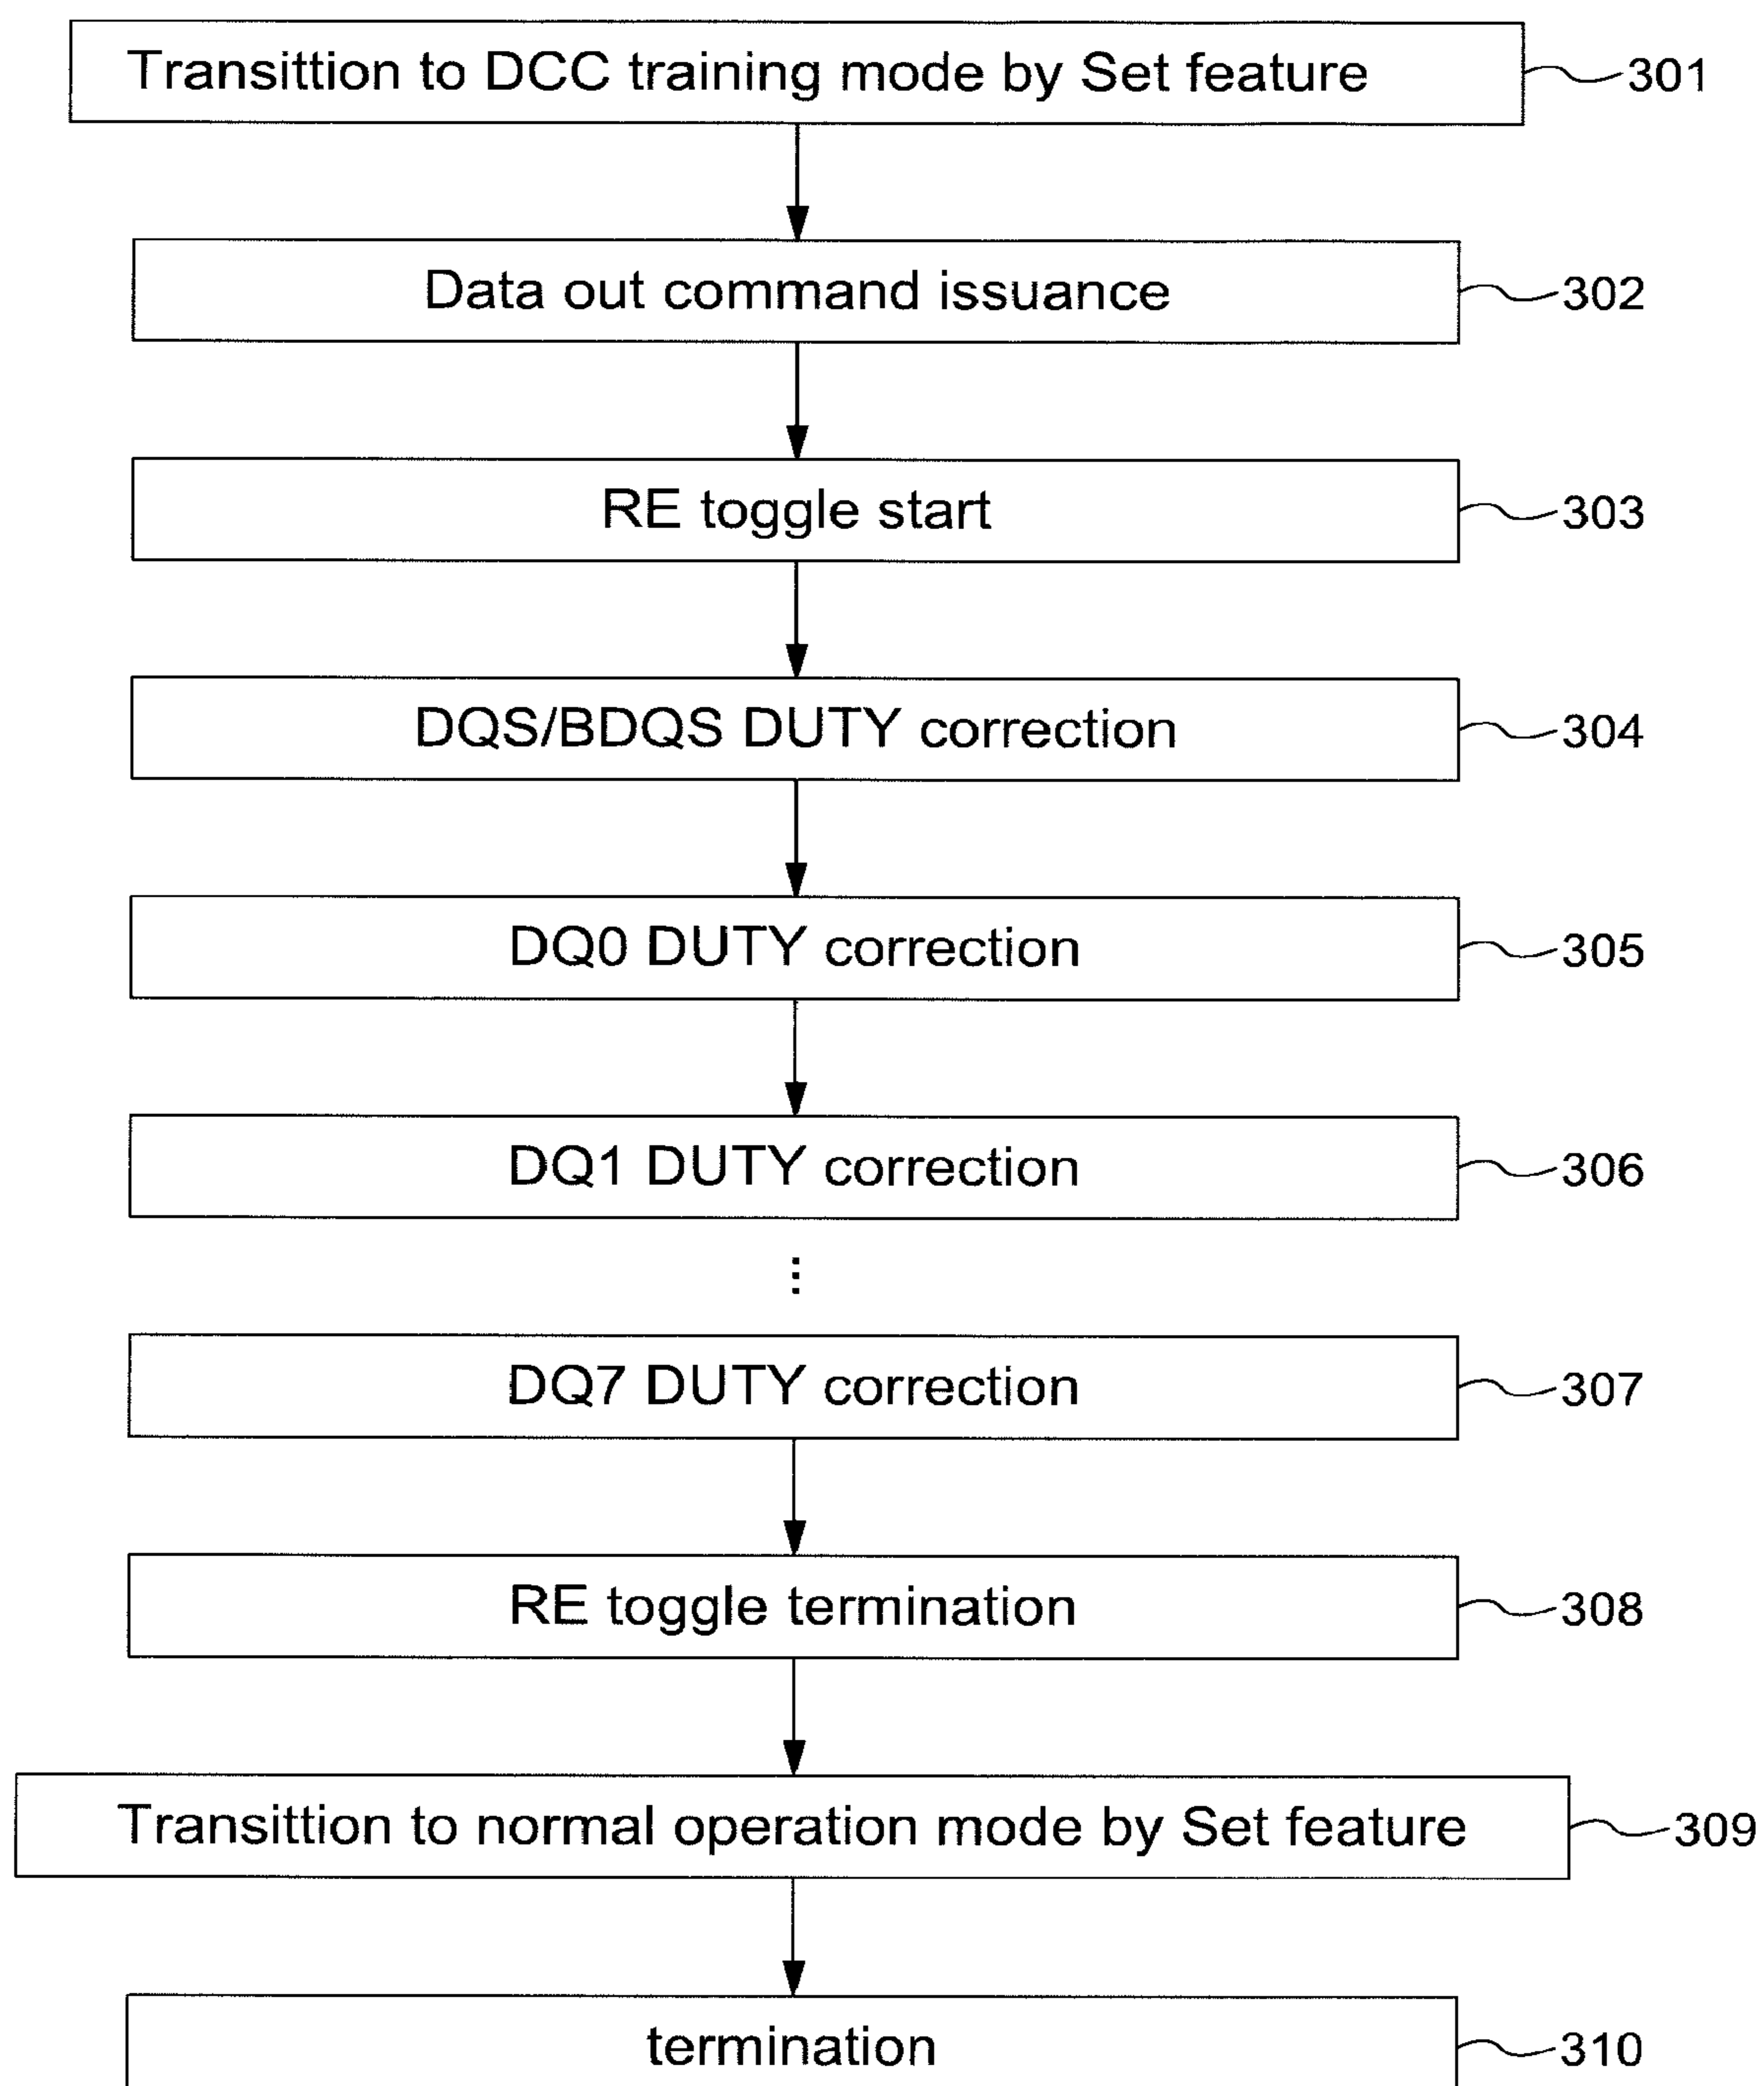 Transittion to DCC training mode by Set feature 301
Data out command issuance 302
RE toggle start 303
DQS/BDQS DUTY correction 304
DQ0 DUTY correction 305
DQ1 DUTY correction 306
⋮
DQ7 DUTY correction 307
RE toggle termination 308
Transittion to normal operation mode by Set feature 309
termination 310